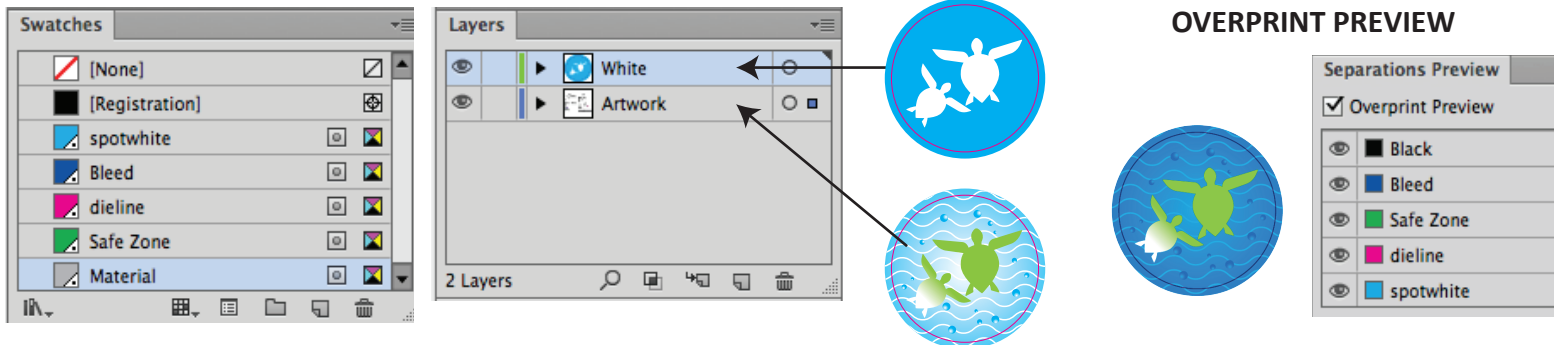 Swatches
[None]
[Registration]
spotwhite
Bleed
dieline
Safe Zone
Material
Layers
White
Artwork
2 Layers
OVERPRINT PREVIEW
Separations Preview
Overprint Preview
Black
Bleed
Safe Zone
dieline
spotwhite